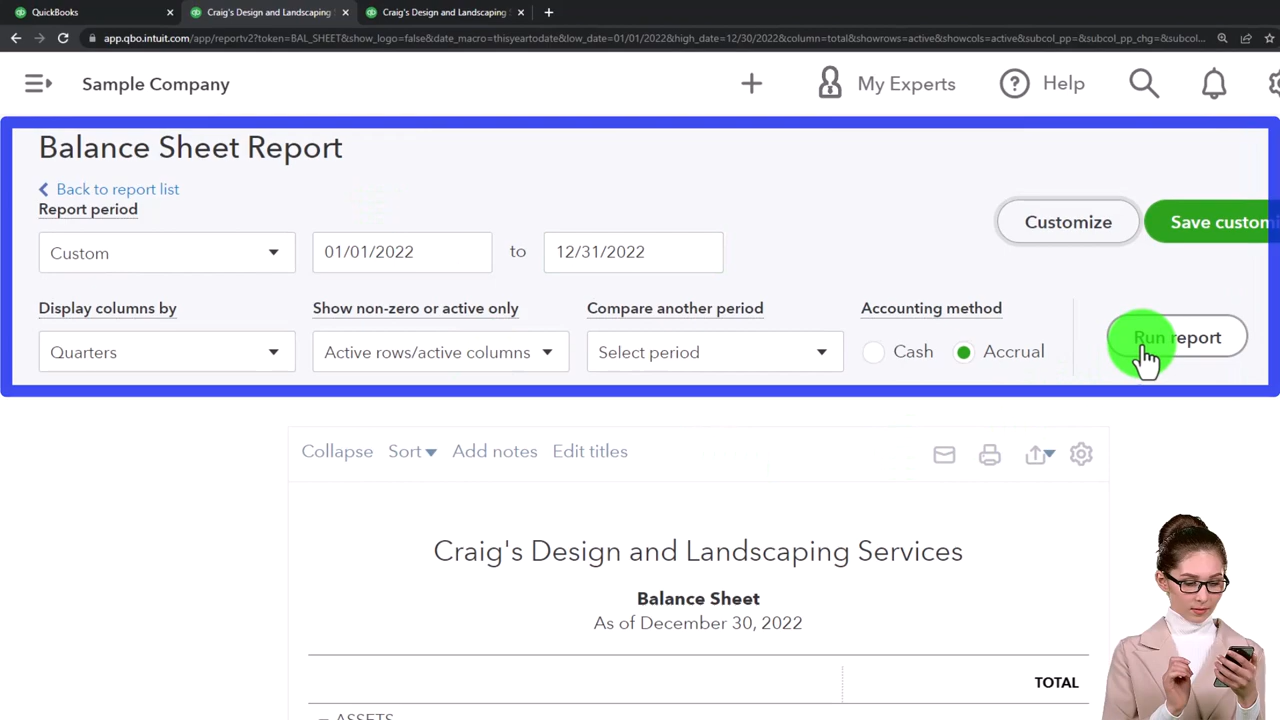 QuickBooks
Craig's Design and Landscaping S
Craig's Design and Landscaping S
app.qbo.intuit.com/app/reportv2?token=BAL_SHEET&show_logo=false&date_macro=thisyeartodate&low_date=01/01/2022&high_date=12/30/2022&column=total&showrows=active&showcols=active&subcol_pp=&subcol_pp_chg=&subcol...
Sample Company
My Experts
Help
Balance Sheet Report
Back to report list
Report period
Custom
01/01/2022
to
12/31/2022
Customize
Save customi
Display columns by
Show non-zero or active only
Compare another period
Accounting method
Quarters
Active rows/active columns
Select period
Cash
Accrual
Run report
Collapse
Sort
Add notes
Edit titles
Craig's Design and Landscaping Services
Balance Sheet
As of December 30, 2022
TOTAL
ASSETS